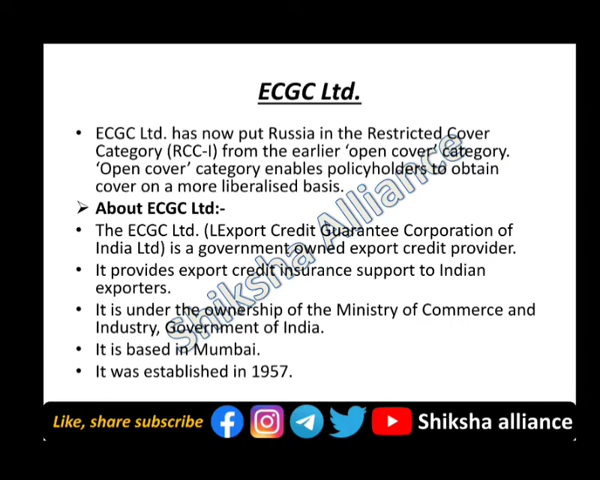 ECGC Ltd.
• ECGC Ltd. has now put Russia in the Restricted Cover
Category (RCC-I) from the earlier ‘open cover’ category.
‘Open cover’ category enables policyholders to obtain
cover on a more liberalised basis.
➢ About ECGC Ltd:-
• The ECGC Ltd. (LExport Credit Guarantee Corporation of
India Ltd) is a government owned export credit provider.
• It provides export credit insurance support to Indian
exporters.
• It is under the ownership of the Ministry of Commerce and
Industry, Government of India.
• It is based in Mumbai.
• It was established in 1957.
Shiksha Alliance
Like, share subscribe
Shiksha alliance